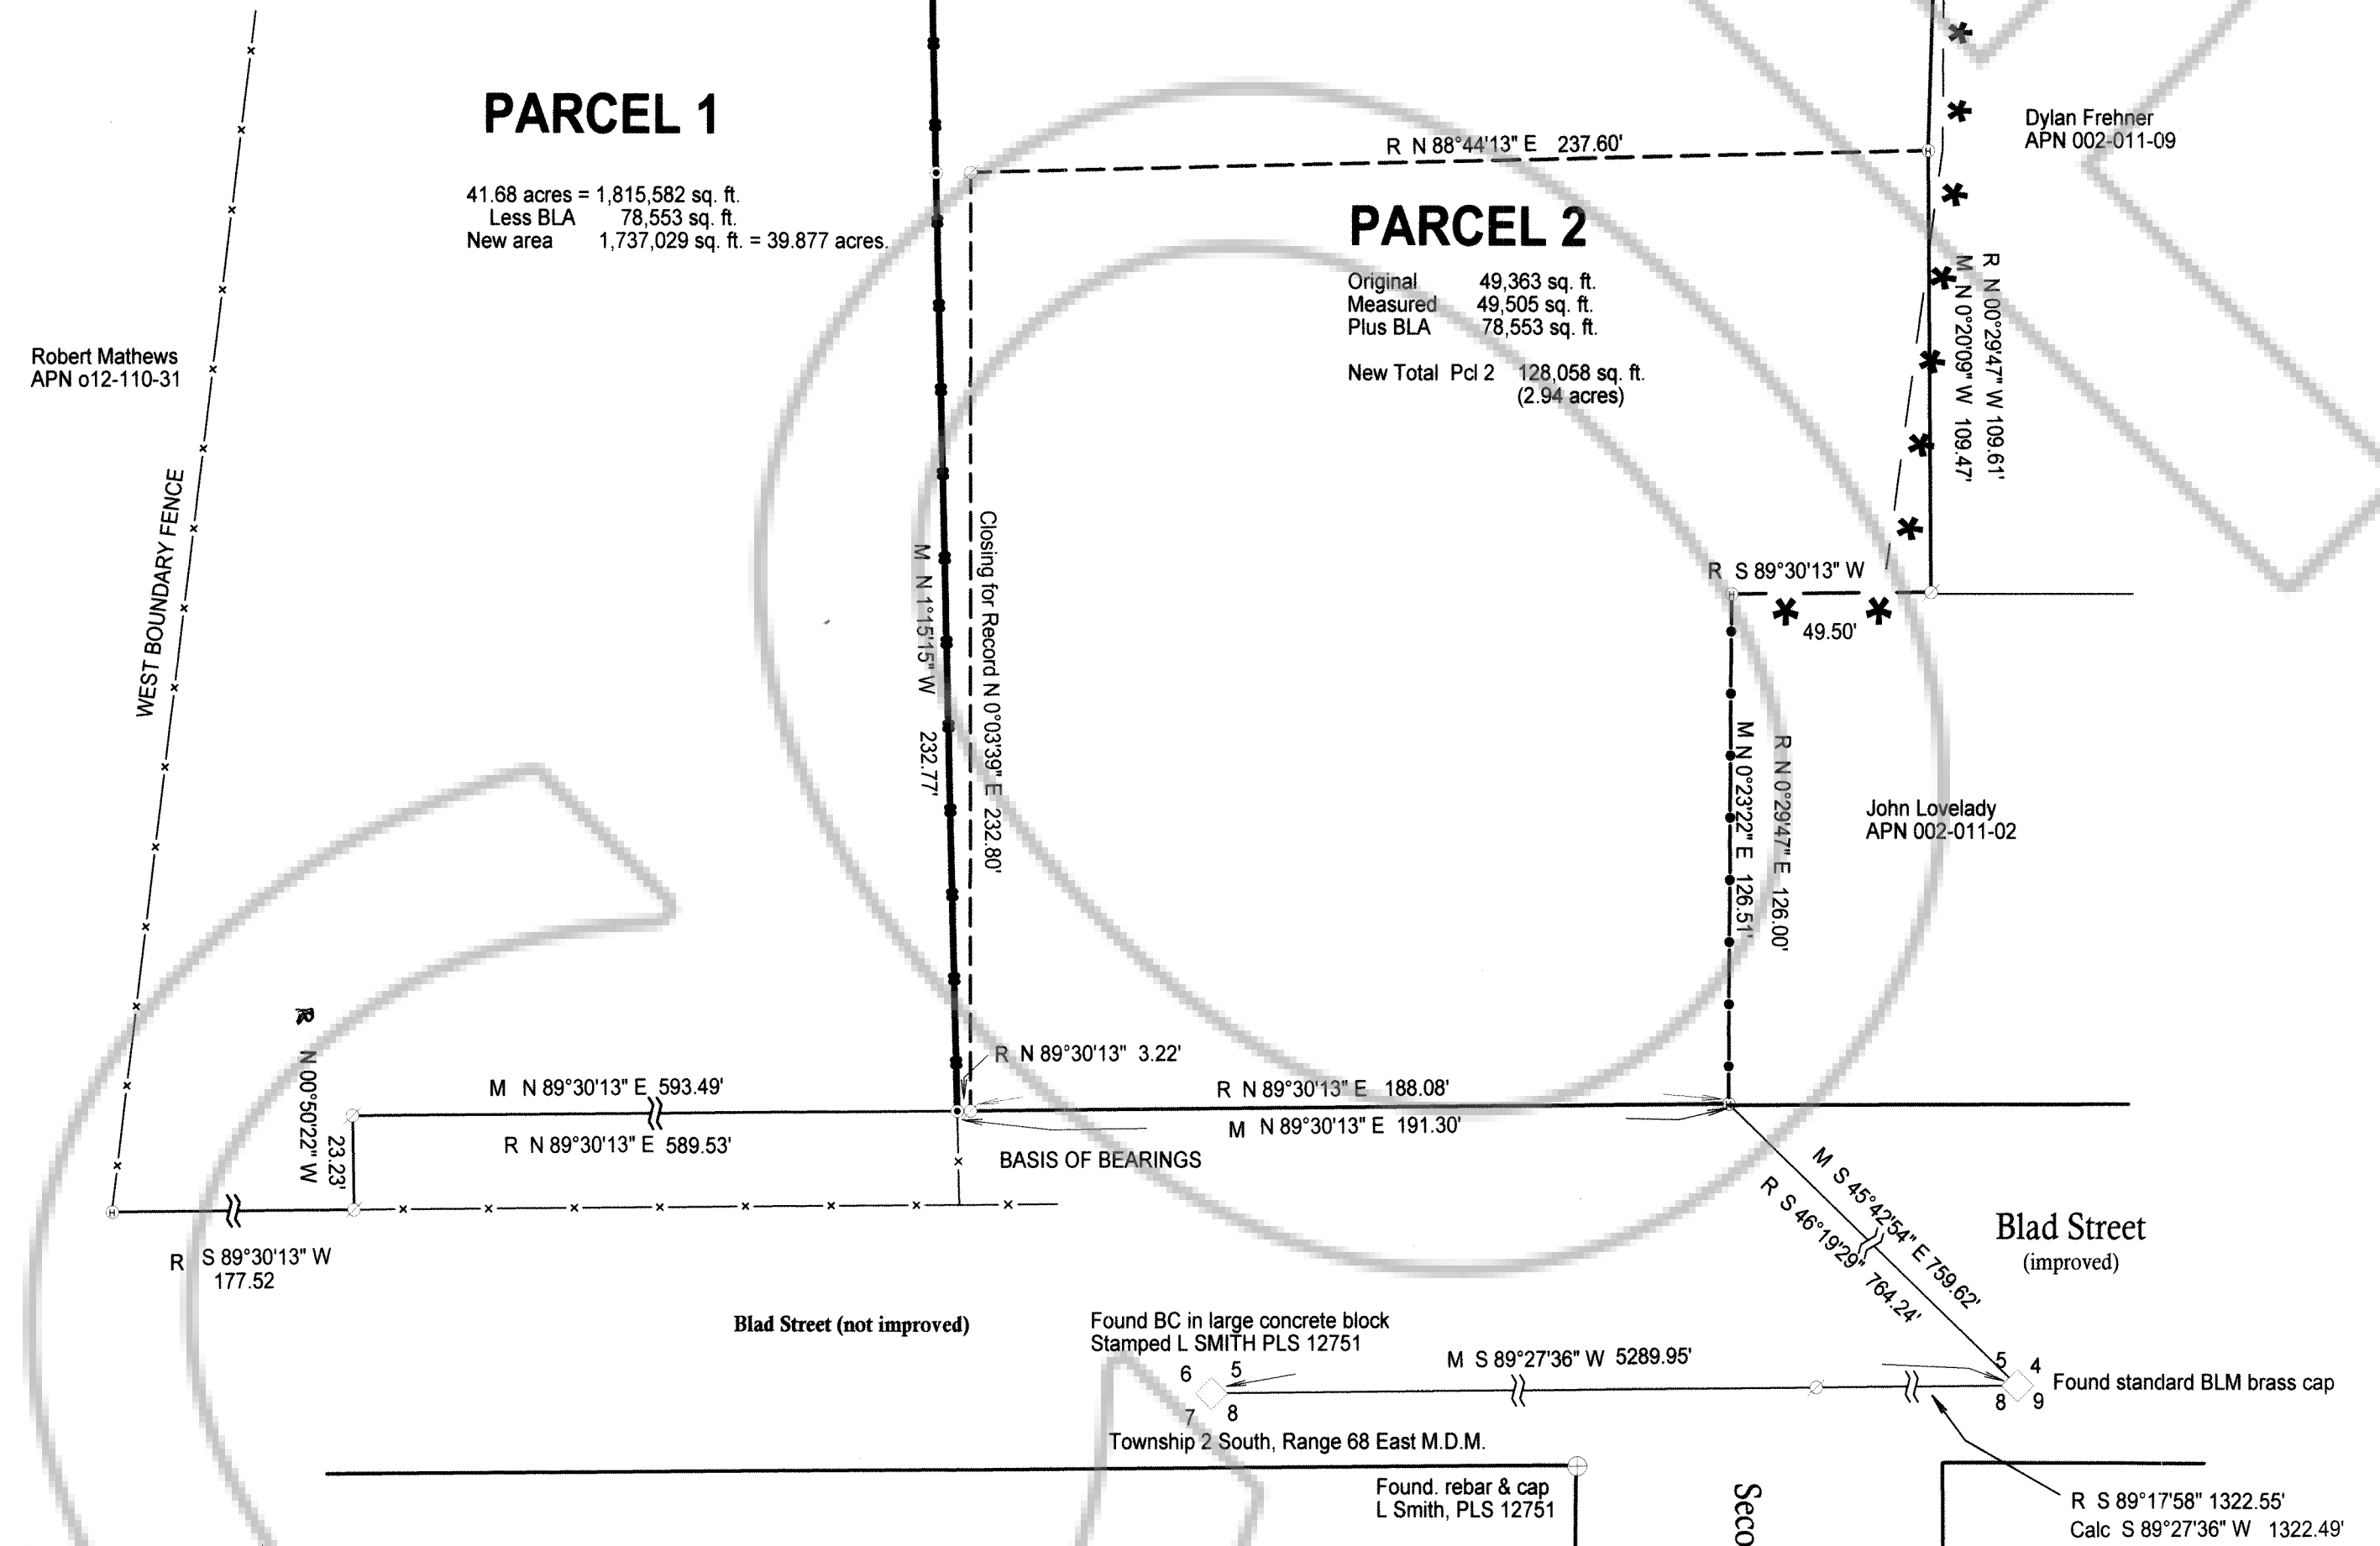 PARCEL 1
41.68 acres = 1,815,582 sq. ft.
Less BLA 78,553 sq. ft.
New area 1,737,029 sq. ft. = 39.877 acres.
Dylan Frehner
APN 002-011-09
R N 88°44'13" E 237.60'
PARCEL 2
Original 49,363 sq. ft.
Measured 49,505 sq. ft.
Plus BLA 78,553 sq. ft.
New Total Pcl 2 128,058 sq. ft.
(2.94 acres)
R N 00°29'47" W 109.61'
M N 0°20'09" W 109.47'
Robert Mathews
APN o12-110-31
WEST BOUNDARY FENCE
M N 1°15'15" W 232.77'
Closing for Record N 0°03'39" E 232.80'
R S 89°30'13" W
49.50'
R N 0°29'47" E 126.00'
M N 0°23'22" E 126.51'
John Lovelady
APN 002-011-02
R N 00°50'22" W
23.23'
R N 89°30'13" 3.22'
M N 89°30'13" E 593.49'
R N 89°30'13" E 589.53'
R N 89°30'13" E 188.08'
M N 89°30'13" E 191.30'
BASIS OF BEARINGS
R S 89°30'13" W
177.52
M S 45°42'54" E 759.62'
R S 46°19'29" 764.24'
Blad Street
(improved)
Blad Street (not improved)
Found BC in large concrete block
Stamped L SMITH PLS 12751
6 5
7 8
M S 89°27'36" W 5289.95'
5 4
8 9
Found standard BLM brass cap
Township 2 South, Range 68 East M.D.M.
Found. rebar & cap
L Smith, PLS 12751
Seco
R S 89°17'58" 1322.55'
Calc S 89°27'36" W 1322.49'